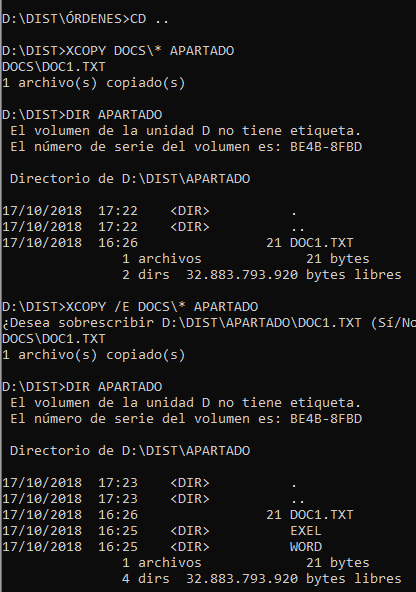 D:\DIST\ÓRDENES>CD ..
D:\DIST>XCOPY DOCS\* APARTADO
DOCS\DOC1.TXT
1 archivo(s) copiado(s)
D:\DIST>DIR APARTADO
El volumen de la unidad D no tiene etiqueta.
El número de serie del volumen es: BE4B-8FBD
Directorio de D:\DIST\APARTADO
17/10/2018  17:22    <DIR>          .
17/10/2018  17:22    <DIR>          ..
17/10/2018  16:26                21 DOC1.TXT
1 archivos             21 bytes
2 dirs  32.883.793.920 bytes libres
D:\DIST>XCOPY /E DOCS\* APARTADO
¿Desea sobrescribir D:\DIST\APARTADO\DOC1.TXT (Sí/No
DOCS\DOC1.TXT
1 archivo(s) copiado(s)
D:\DIST>DIR APARTADO
El volumen de la unidad D no tiene etiqueta.
El número de serie del volumen es: BE4B-8FBD
Directorio de D:\DIST\APARTADO
17/10/2018  17:23    <DIR>          .
17/10/2018  17:23    <DIR>          ..
17/10/2018  16:26                21 DOC1.TXT
17/10/2018  16:25    <DIR>          EXEL
17/10/2018  16:25    <DIR>          WORD
1 archivos             21 bytes
4 dirs  32.883.793.920 bytes libres